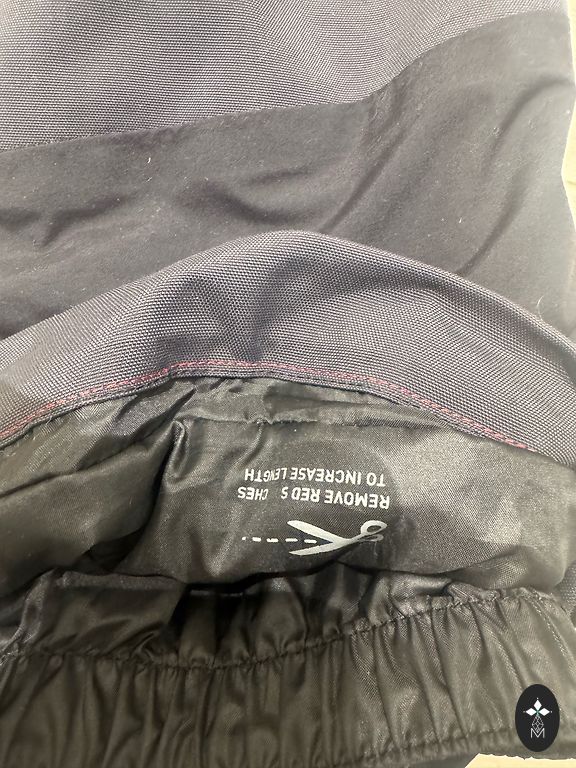 REMOVE RED S CHES
TO INCREASE LENGTH
M